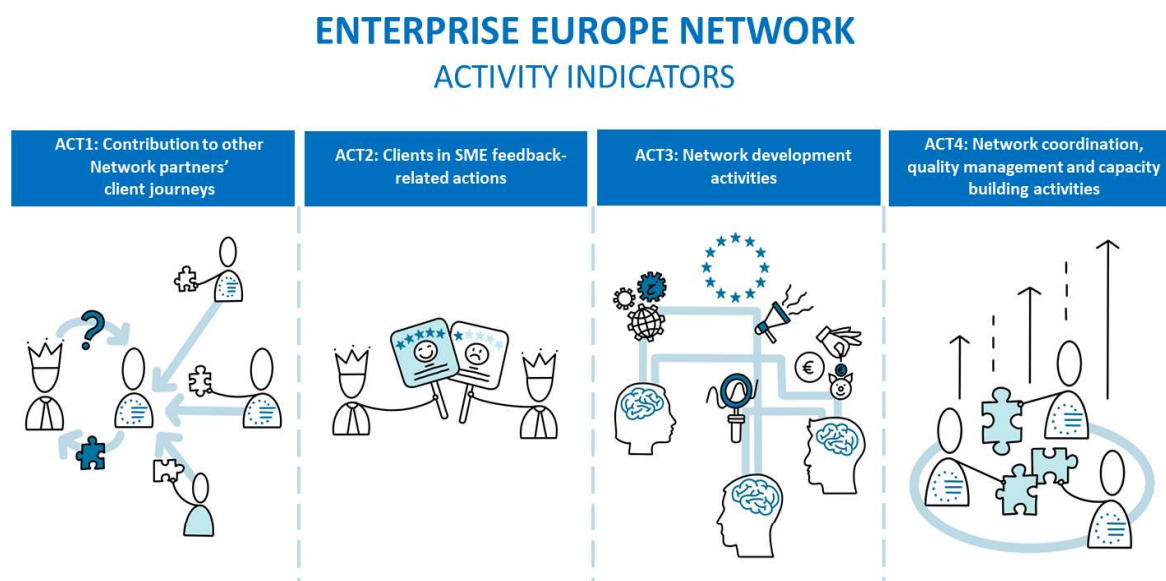 ENTERPRISE EUROPE NETWORK
ACTIVITY INDICATORS
ACT1: Contribution to other
Network partners’
client journeys
ACT2: Clients in SME feedback-
related actions
ACT3: Network development
activities
ACT4: Network coordination,
quality management and capacity
building activities
?
€
€